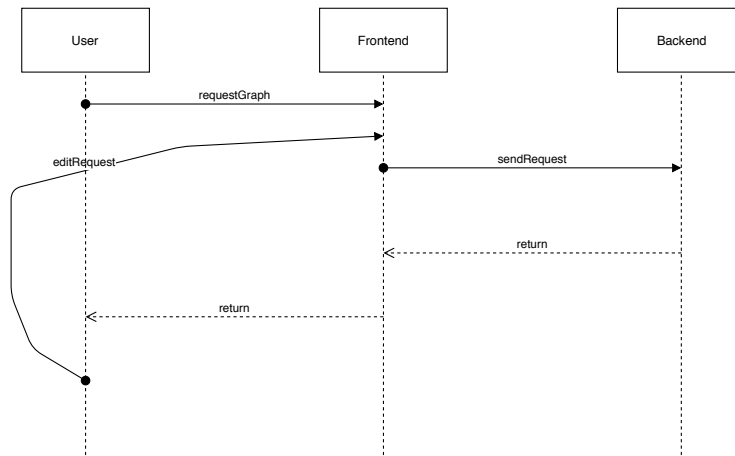 User
Frontend
Backend
requestGraph
editRequest
sendRequest
return
return